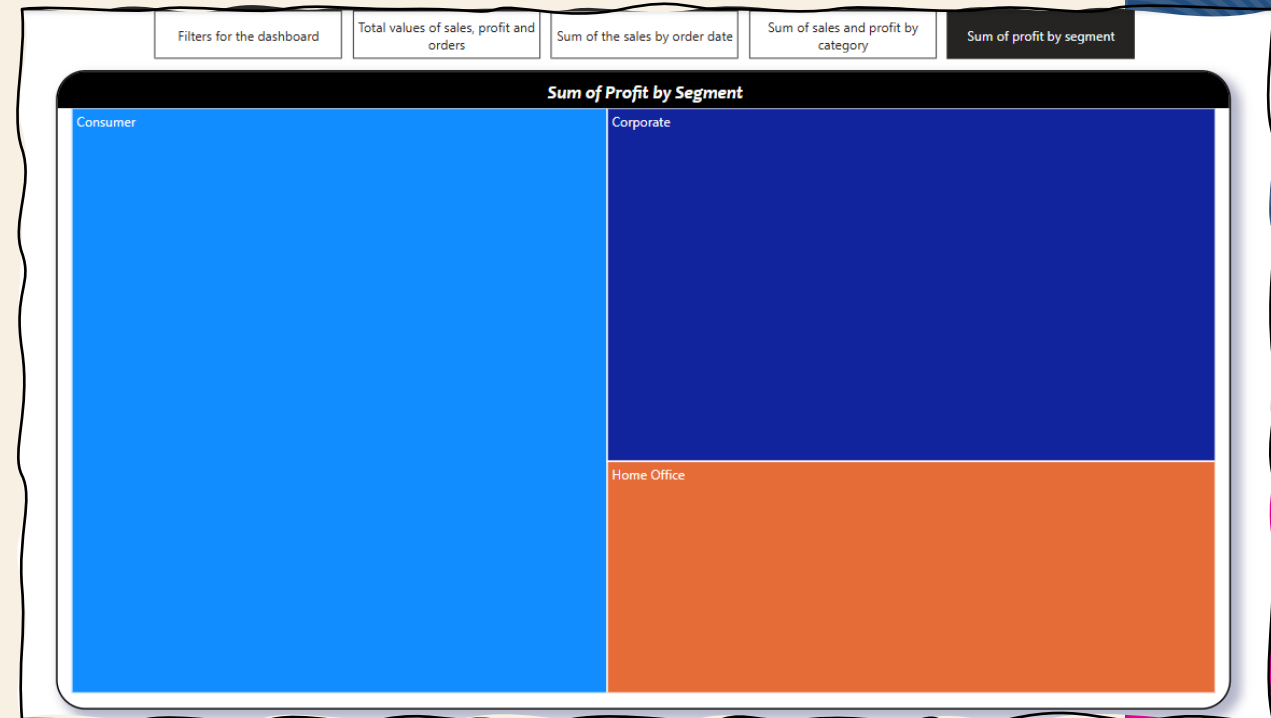 Filters for the dashboard
Total values of sales, profit and
orders
Sum of the sales by order date
Sum of sales and profit by
category
Sum of profit by segment
Sum of Profit by Segment
Consumer
Corporate
Home Office